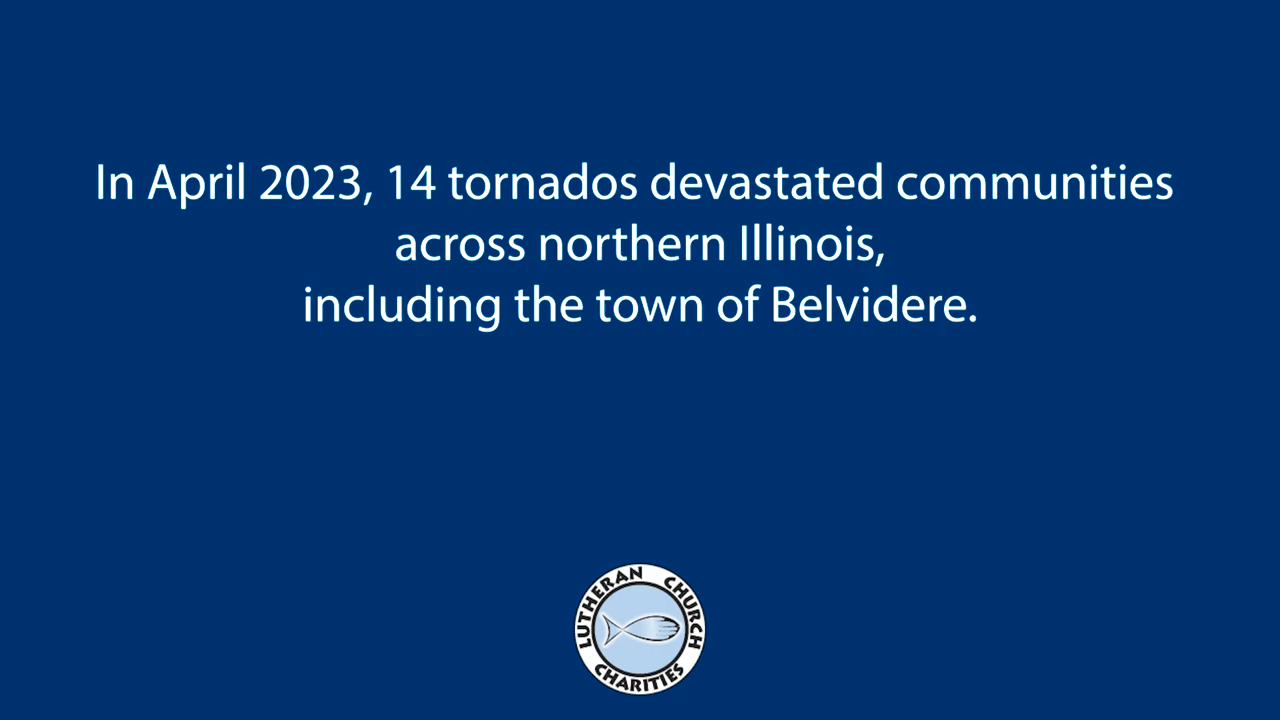 In April 2023, 14 tornados devastated communities
across northern Illinois,
including the town of Belvidere.
LUTHERAN CHURCH
CHARITIES